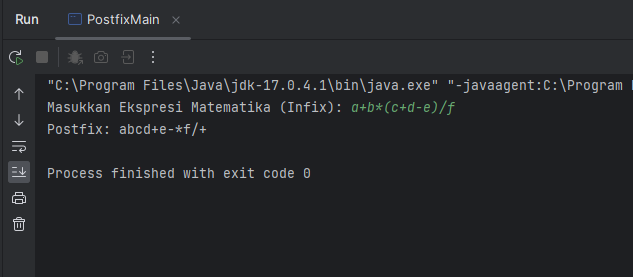 Run PostfixMain
"C:\Program Files\Java\jdk-17.0.4.1\bin\java.exe" "-javaagent:C:\Program
Masukkan Ekspresi Matematika (Infix): a+b*(c+d-e)/f
Postfix: abcd+e-*f/+
Process finished with exit code 0